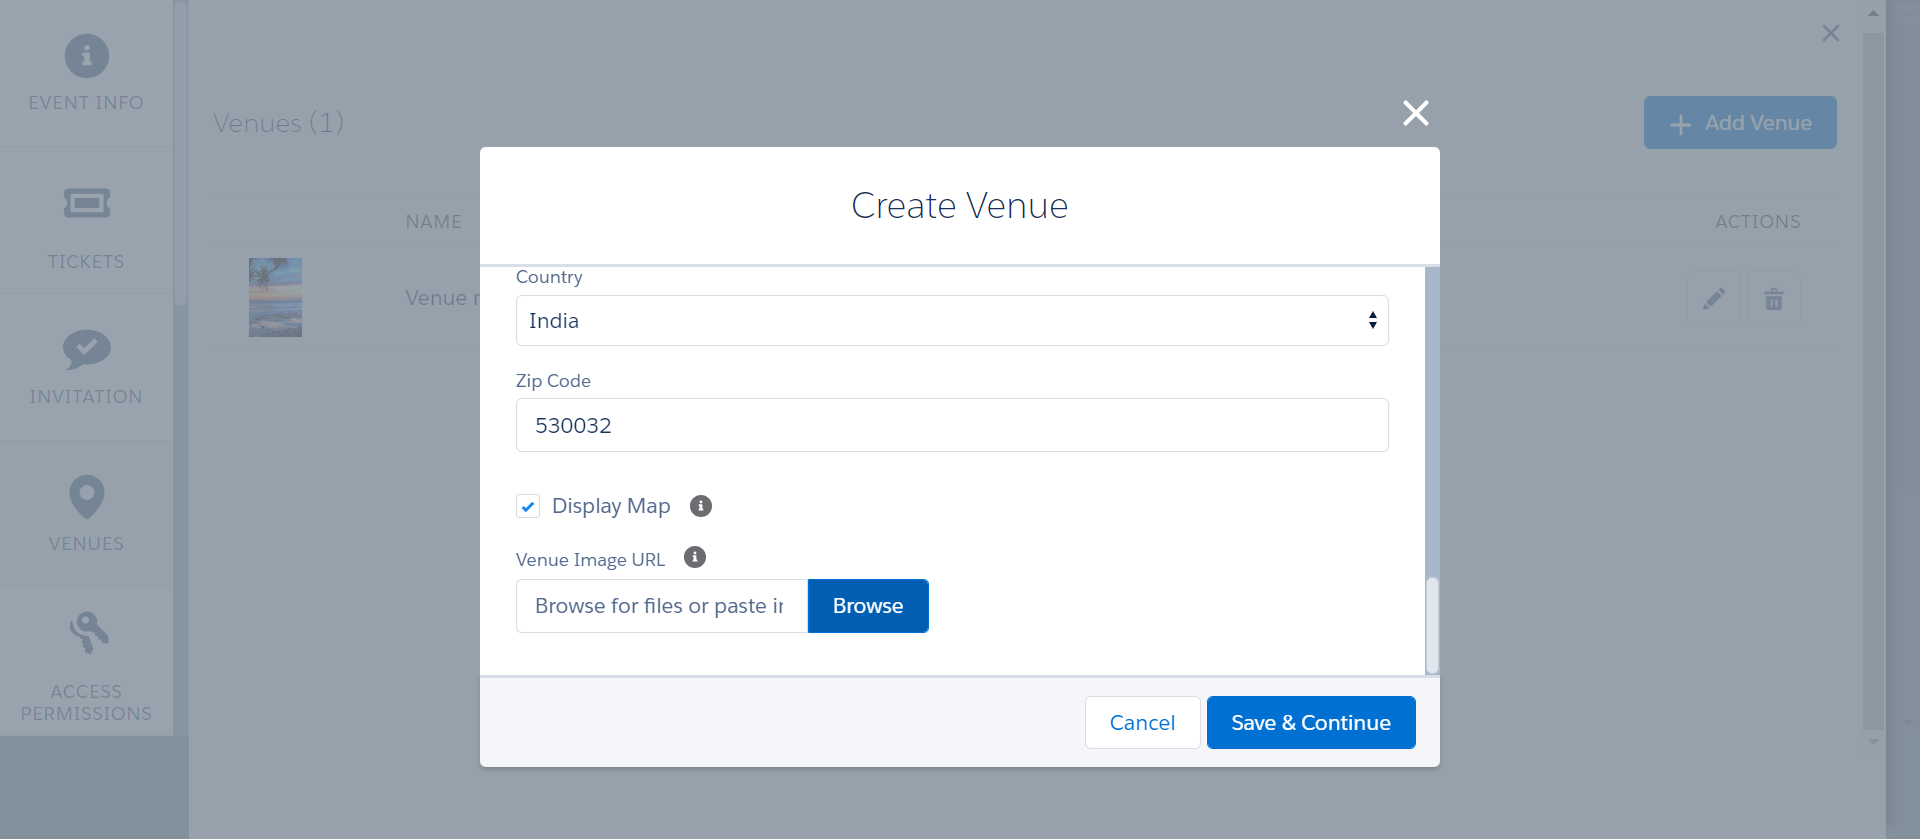 EVENT INFO
TICKETS
INVITATION
VENUES
ACCESS
PERMISSIONS
Venues (1)
Add Venue
NAME
ACTIONS
Venue
Create Venue
Country
India
Zip Code
530032
Display Map
Venue Image URL
Browse for files or paste
Browse
Cancel
Save & Continue